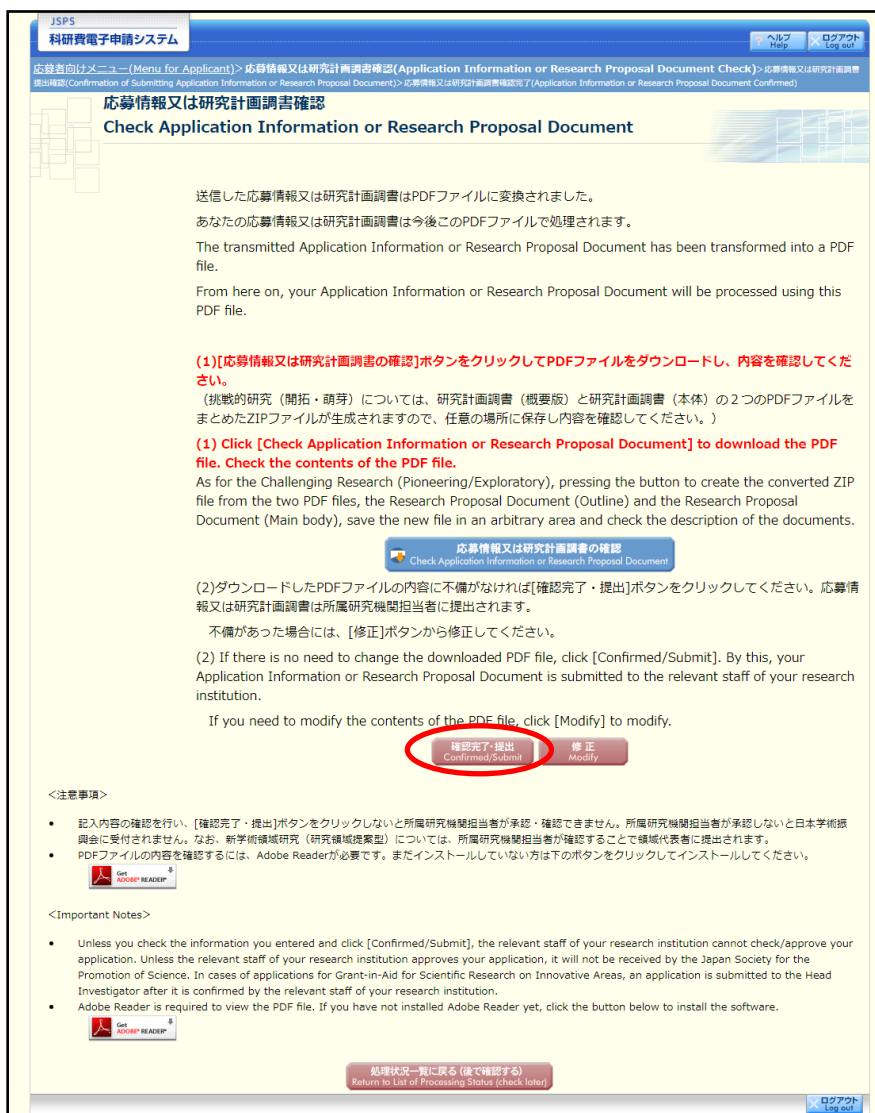 JSPS
科研費電子申請システム
? ヘルプ
Help
× ログアウト
Log out
応募者向けメニュー(Menu for Applicant)>応募情報又は研究計画調書確認(Application Information or Research Proposal Document Check)>応募情報又は研究計画調書
提出確認(Confirmation of Submitting Application Information or Research Proposal Document)>応募情報又は研究計画調書確認完了(Application Information or Research Proposal Document Confirmed)
応募情報又は研究計画調書確認
Check Application Information or Research Proposal Document
送信した応募情報又は研究計画調書はPDFファイルに変換されました。
あなたの応募情報又は研究計画調書は今後このPDFファイルで処理されます。
The transmitted Application Information or Research Proposal Document has been transformed into a PDF
file.
From here on, your Application Information or Research Proposal Document will be processed using this
PDF file.
(1)[応募情報又は研究計画調書の確認]ボタンをクリックしてPDFファイルをダウンロードし、内容を確認してくだ
さい。
（挑戦的研究（開拓・萌芽）については、研究計画調書（概要版）と研究計画調書（本体）の２つのPDFファイルを
まとめたZIPファイルが生成されますので、任意の場所に保存し内容を確認してください。）
(1) Click [Check Application Information or Research Proposal Document] to download the PDF
file. Check the contents of the PDF file.
As for the Challenging Research (Pioneering/Exploratory), pressing the button to create the converted ZIP
file from the two PDF files, the Research Proposal Document (Outline) and the Research Proposal
Document (Main body), save the new file in an arbitrary area and check the description of the documents.
応募情報又は研究計画調書の確認
Check Application Information or Research Proposal Document
(2)ダウンロードしたPDFファイルの内容に不備がなければ[確認完了・提出]ボタンをクリックしてください。応募情
報又は研究計画調書は所属研究機関担当者に提出されます。
不備があった場合には、[修正]ボタンから修正してください。
(2) If there is no need to change the downloaded PDF file, click [Confirmed/Submit]. By this, your
Application Information or Research Proposal Document is submitted to the relevant staff of your research
institution.
If you need to modify the contents of the PDF file, click [Modify] to modify.
確認完了・提出
Confirmed/Submit
修 正
Modify
<注意事項>
• 記入内容の確認を行い、[確認完了・提出]ボタンをクリックしないと所属研究機関担当者が承認・確認できません。所属研究機関担当者が承認しないと日本学術振
興会に受付されません。なお、新学術領域研究（研究領域提案型）については、所属研究機関担当者が確認することで領域代表者に提出されます。
• PDFファイルの内容を確認するには、Adobe Readerが必要です。まだインストールしていない方は下のボタンをクリックしてインストールしてください。
Get
ADOBE® READER®
<Important Notes>
• Unless you check the information you entered and click [Confirmed/Submit], the relevant staff of your research institution cannot check/approve your
application. Unless the relevant staff of your research institution approves your application, it will not be received by the Japan Society for the
Promotion of Science. In cases of applications for Grant-in-Aid for Scientific Research on Innovative Areas, an application is submitted to the Head
Investigator after it is confirmed by the relevant staff of your research institution.
• Adobe Reader is required to view the PDF file. If you have not installed Adobe Reader yet, click the button below to install the software.
Get
ADOBE® READER®
処理状況一覧に戻る(後で確認する)
Return to List of Processing Status (check later)
× ログアウト
Log out